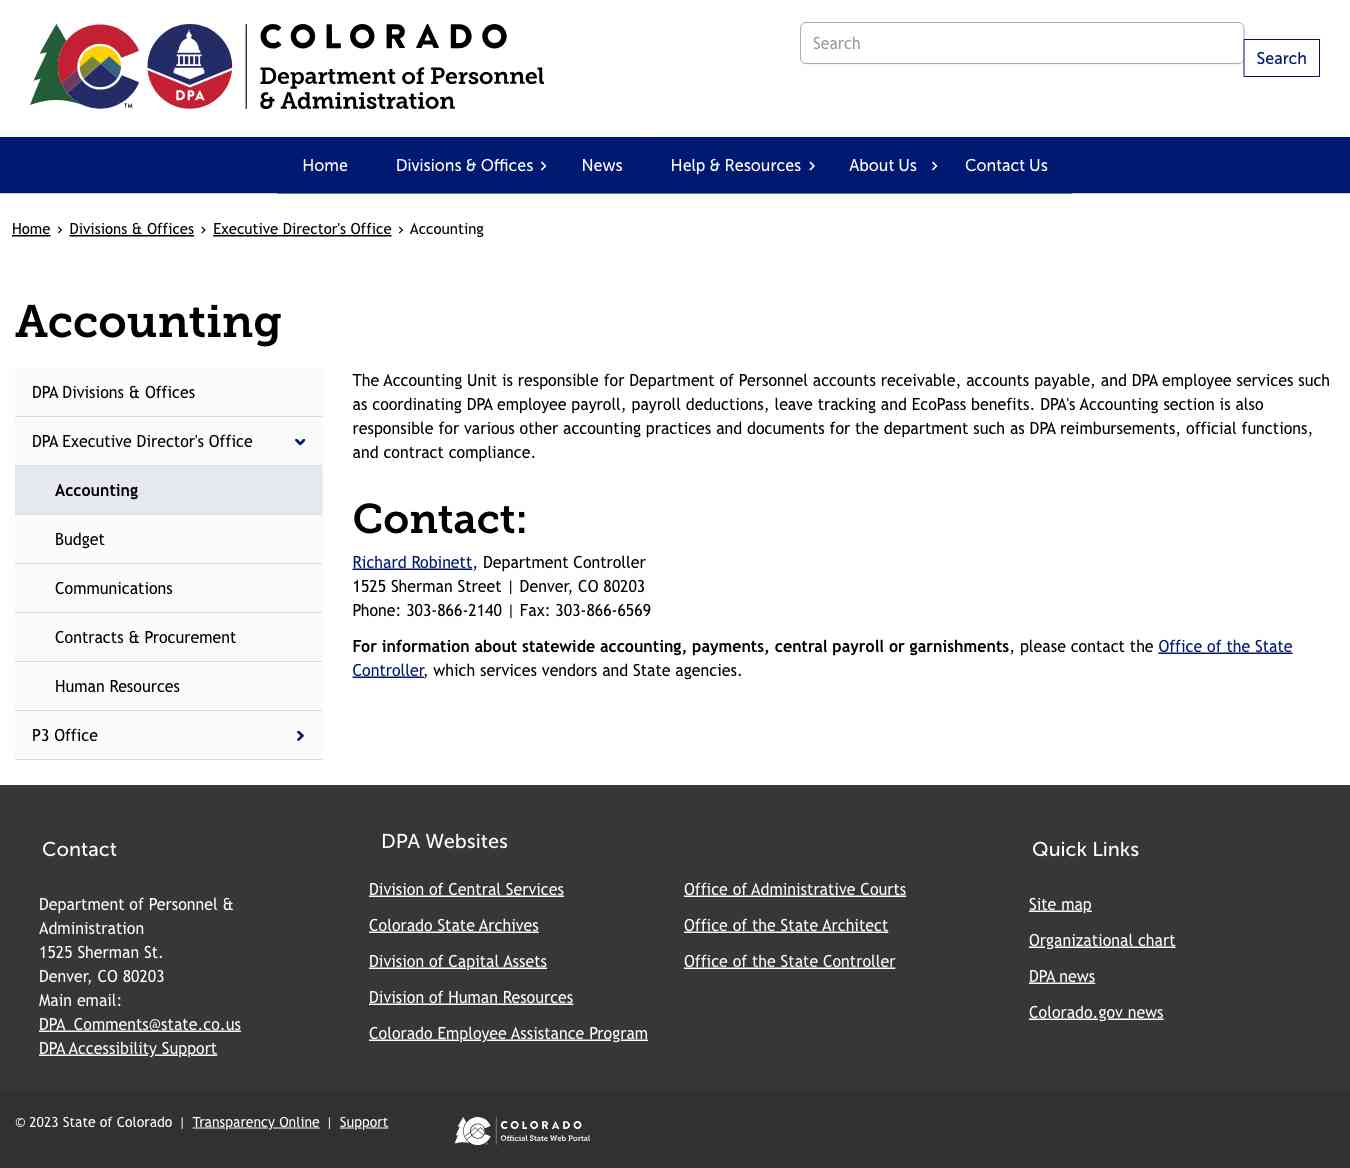 COLORADO
Department of Personnel
& Administration
DPA
TM
Search
Search
Home
Divisions & Offices
News
Help & Resources
About Us
Contact Us
Home › Divisions & Offices › Executive Director's Office › Accounting
Accounting
DPA Divisions & Offices
DPA Executive Director's Office
Accounting
Budget
Communications
Contracts & Procurement
Human Resources
P3 Office
The Accounting Unit is responsible for Department of Personnel accounts receivable, accounts payable, and DPA employee services such
as coordinating DPA employee payroll, payroll deductions, leave tracking and EcoPass benefits. DPA's Accounting section is also
responsible for various other accounting practices and documents for the department such as DPA reimbursements, official functions,
and contract compliance.
Contact:
Richard Robinett, Department Controller
1525 Sherman Street | Denver, CO 80203
Phone: 303-866-2140 | Fax: 303-866-6569
For information about statewide accounting, payments, central payroll or garnishments, please contact the Office of the State
Controller, which services vendors and State agencies.
Contact
Department of Personnel &
Administration
1525 Sherman St.
Denver, CO 80203
Main email:
DPA_Comments@state.co.us
DPA Accessibility Support
DPA Websites
Division of Central Services
Colorado State Archives
Division of Capital Assets
Division of Human Resources
Colorado Employee Assistance Program
Office of Administrative Courts
Office of the State Architect
Office of the State Controller
Quick Links
Site map
Organizational chart
DPA news
Colorado.gov news
© 2023 State of Colorado | Transparency Online | Support
COLORADO
Official State Web Portal